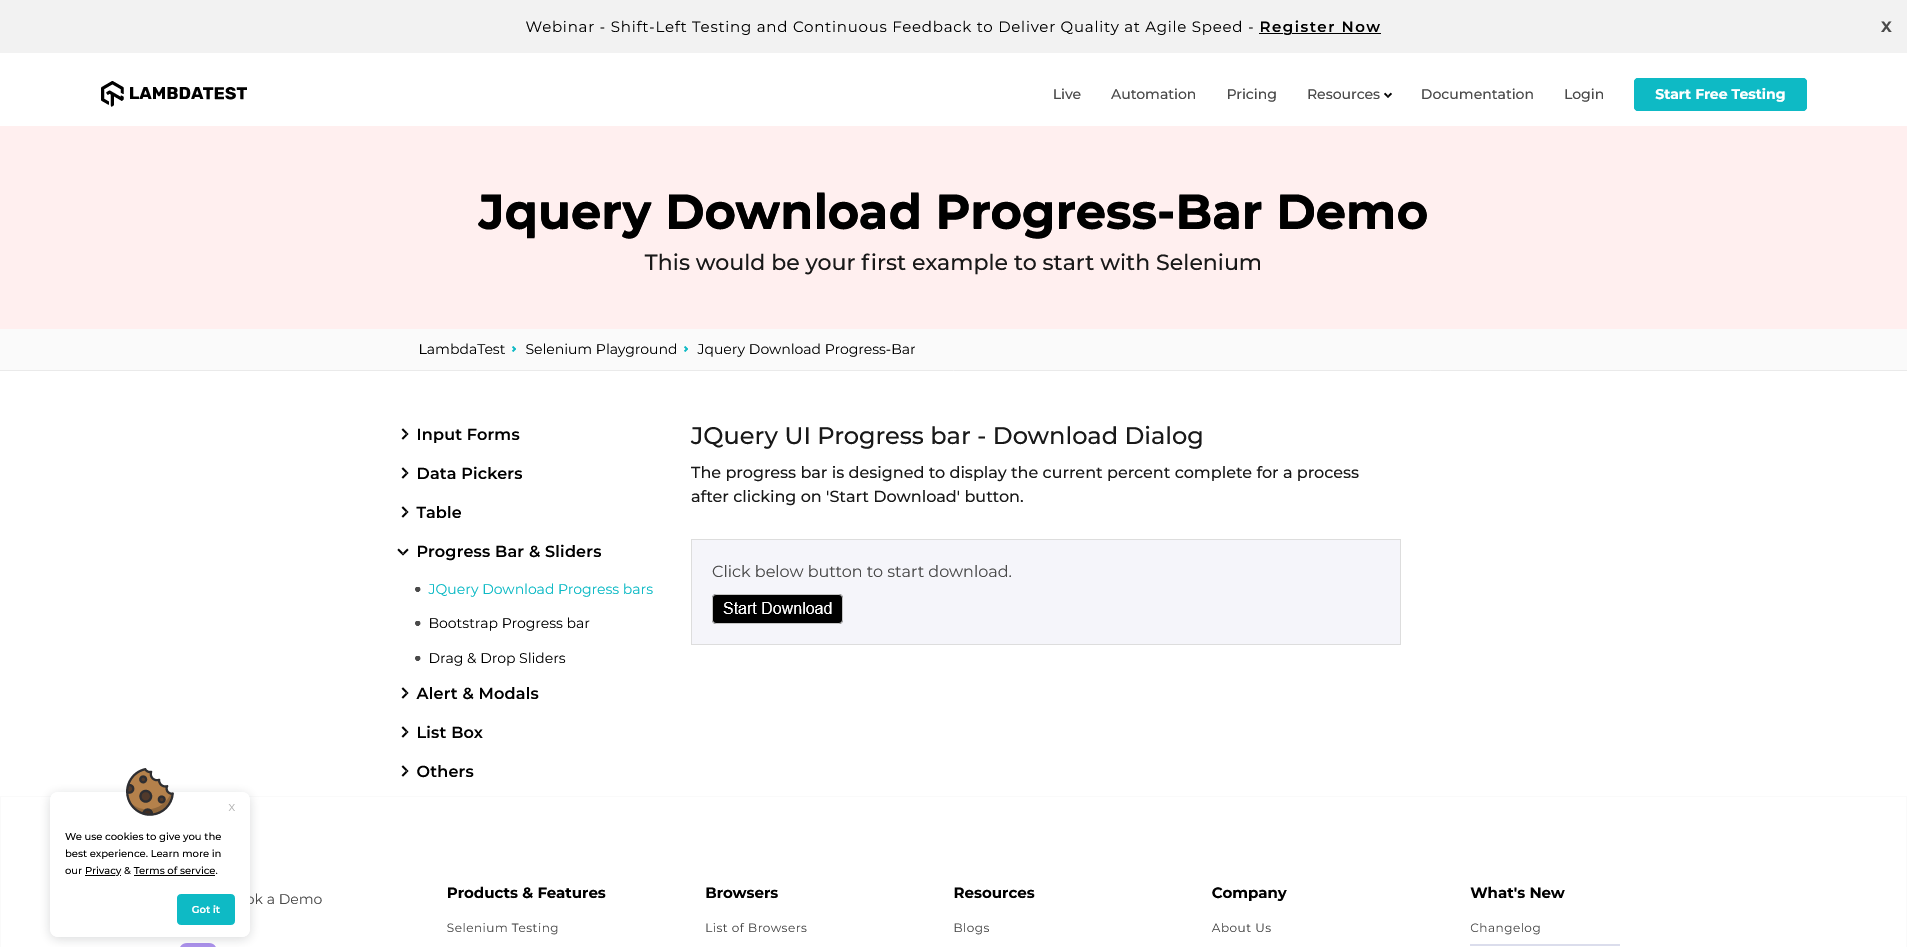 Webinar - Shift-Left Testing and Continuous Feedback to Deliver Quality at Agile Speed - Register Now
X
LAMBDATEST
Live
Automation
Pricing
Resources
Documentation
Login
Start Free Testing
Jquery Download Progress-Bar Demo
This would be your first example to start with Selenium
LambdaTest
Selenium Playground
Jquery Download Progress-Bar
Input Forms
Data Pickers
Table
Progress Bar & Sliders
JQuery Download Progress bars
Bootstrap Progress bar
Drag & Drop Sliders
Alert & Modals
List Box
Others
JQuery UI Progress bar - Download Dialog
The progress bar is designed to display the current percent complete for a process
after clicking on 'Start Download' button.
Click below button to start download.
Start Download
x
We use cookies to give you the
best experience. Learn more in
our Privacy & Terms of service.
Got it
ok a Demo
Products & Features
Selenium Testing
Browsers
List of Browsers
Resources
Blogs
Company
About Us
What's New
Changelog